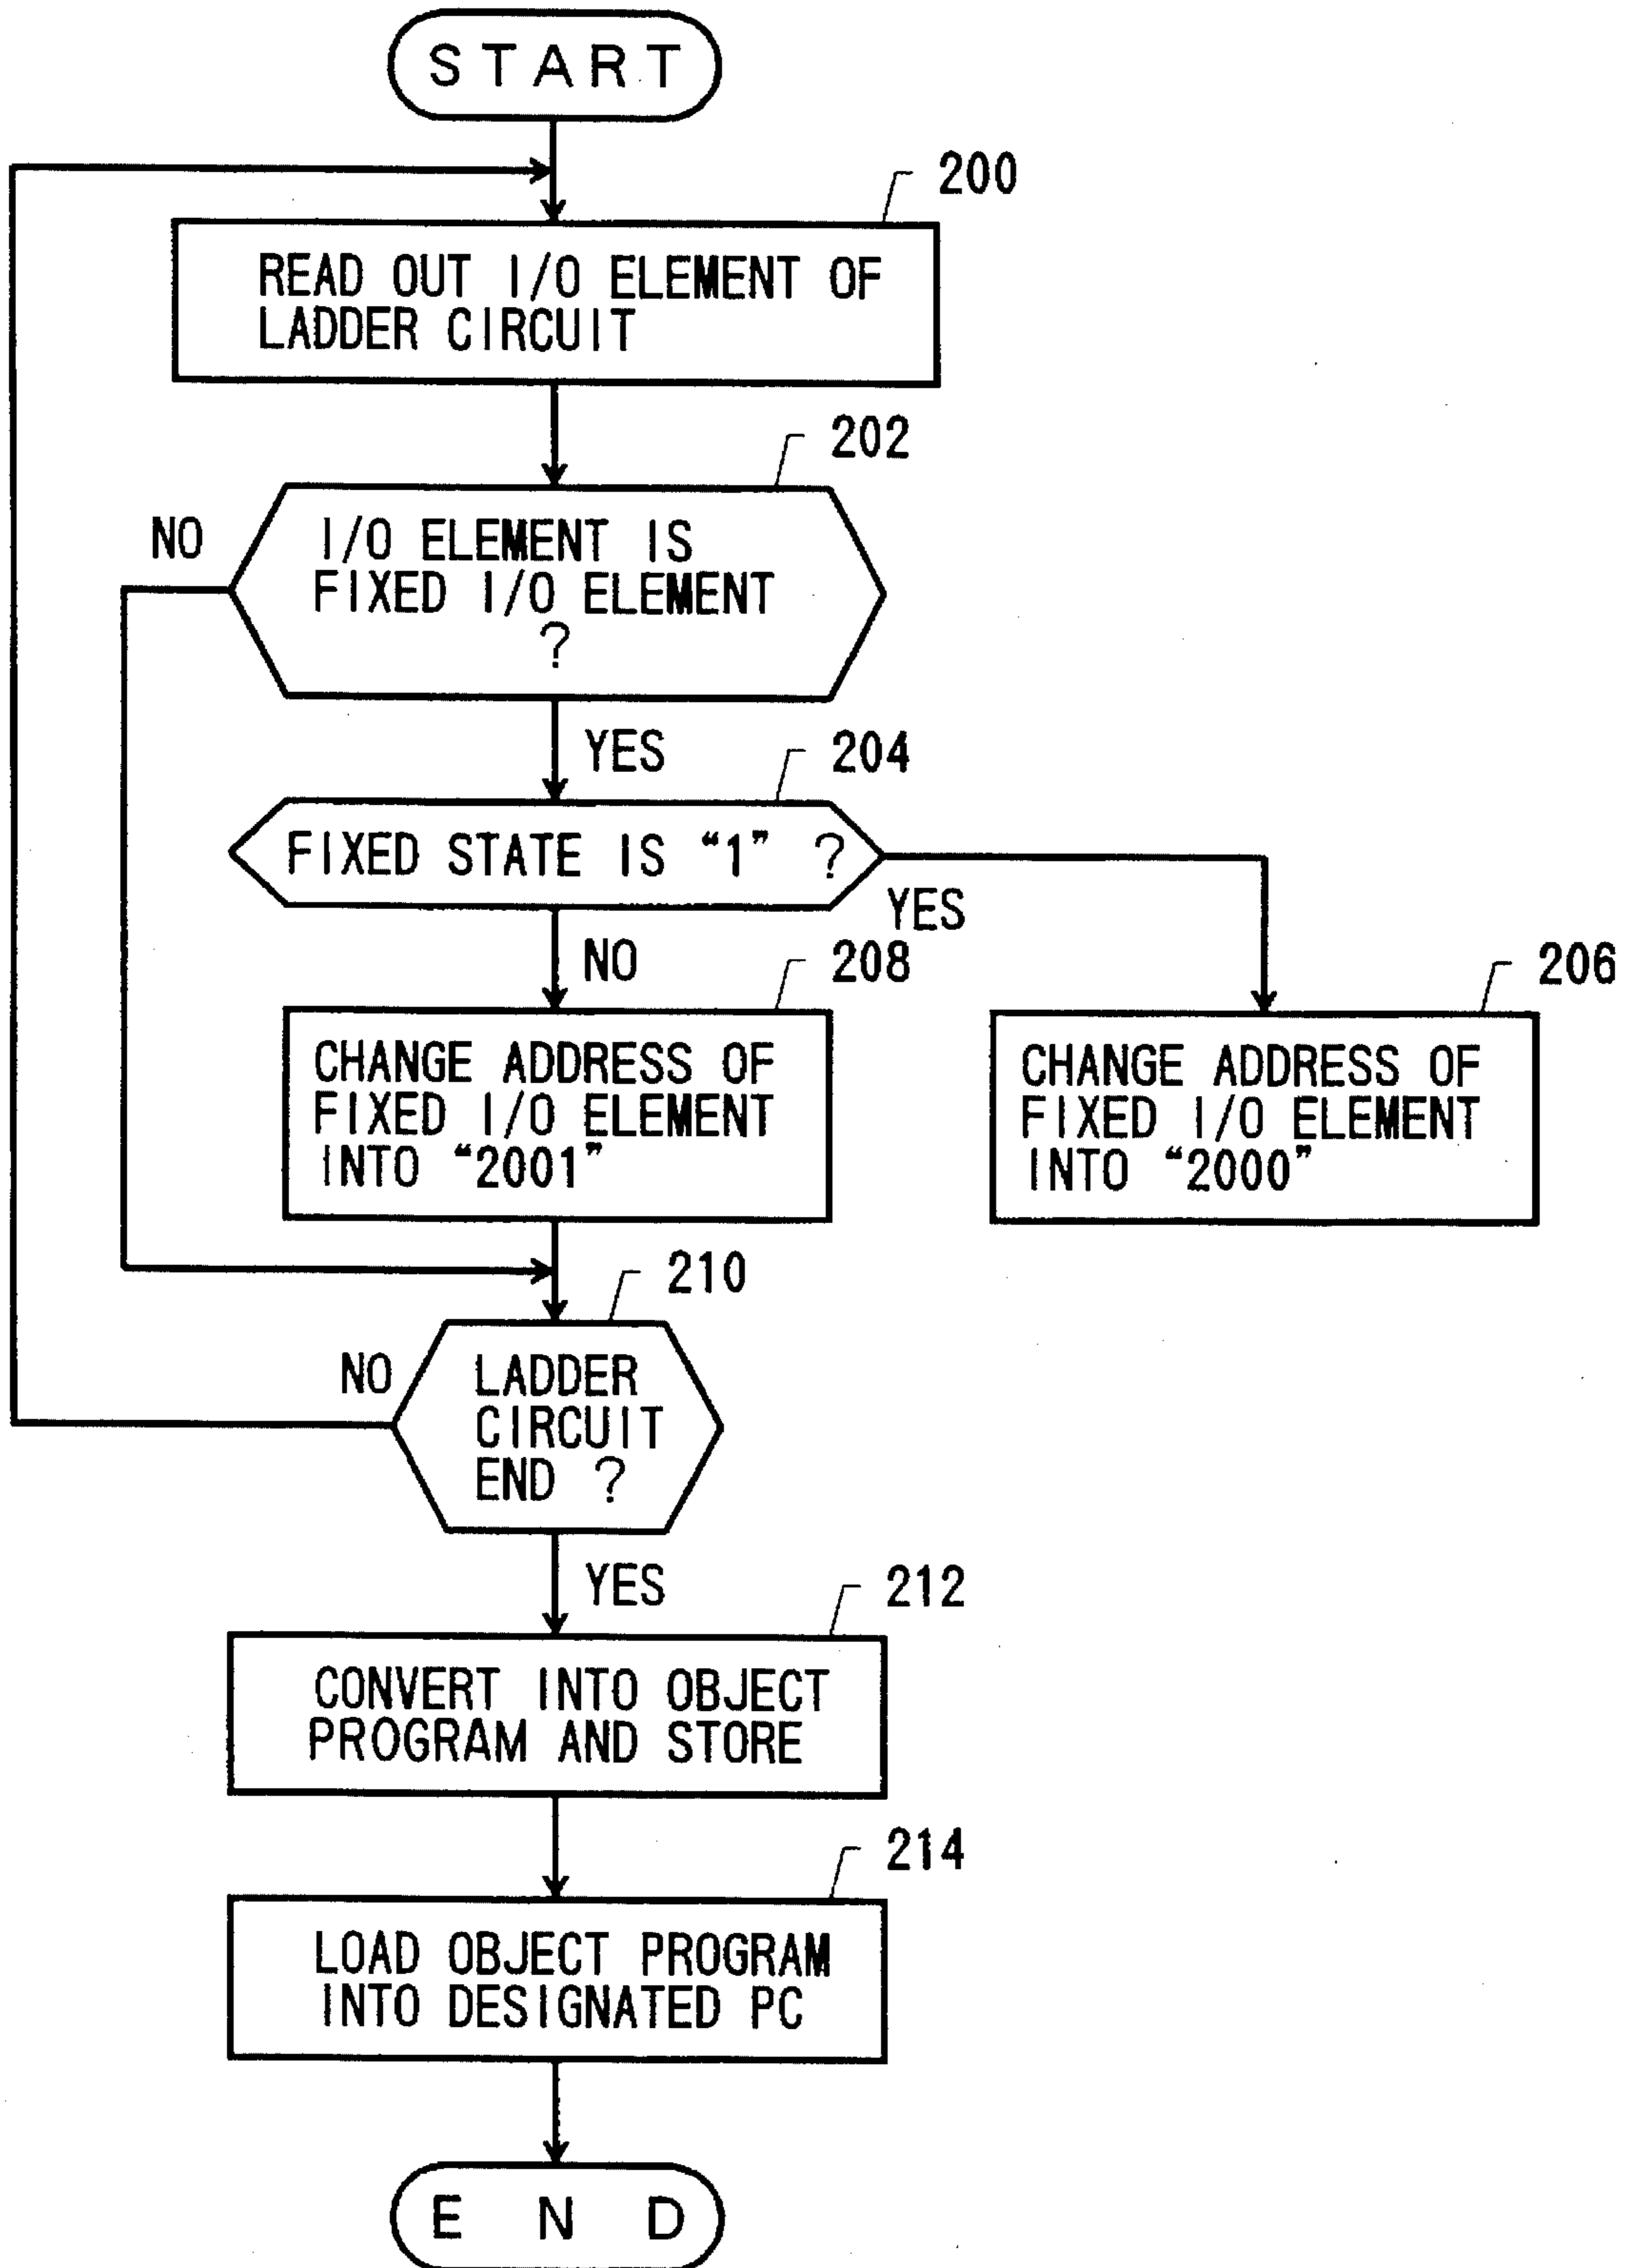 START
200
READ OUT I/O ELEMENT OF
LADDER CIRCUIT
202
NO
I/O ELEMENT IS
FIXED I/O ELEMENT
?
YES
204
FIXED STATE IS “1” ?
YES
NO
208
206
CHANGE ADDRESS OF
FIXED I/O ELEMENT
INTO “2001”
CHANGE ADDRESS OF
FIXED I/O ELEMENT
INTO “2000”
210
NO
LADDER
CIRCUIT
END ?
YES
212
CONVERT INTO OBJECT
PROGRAM AND STORE
214
LOAD OBJECT PROGRAM
INTO DESIGNATED PC
END